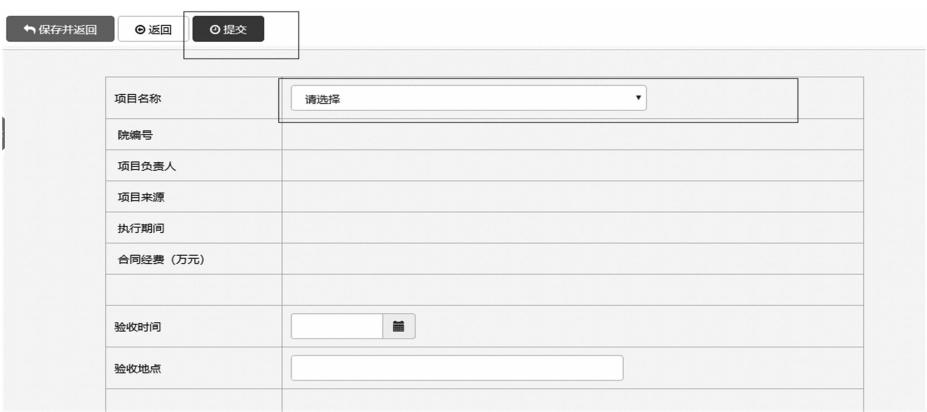 保存并返回 返回 提交
项目名称 请选择
院编号
项目负责人
项目来源
执行期间
合同经费（万元）
验收时间
验收地点